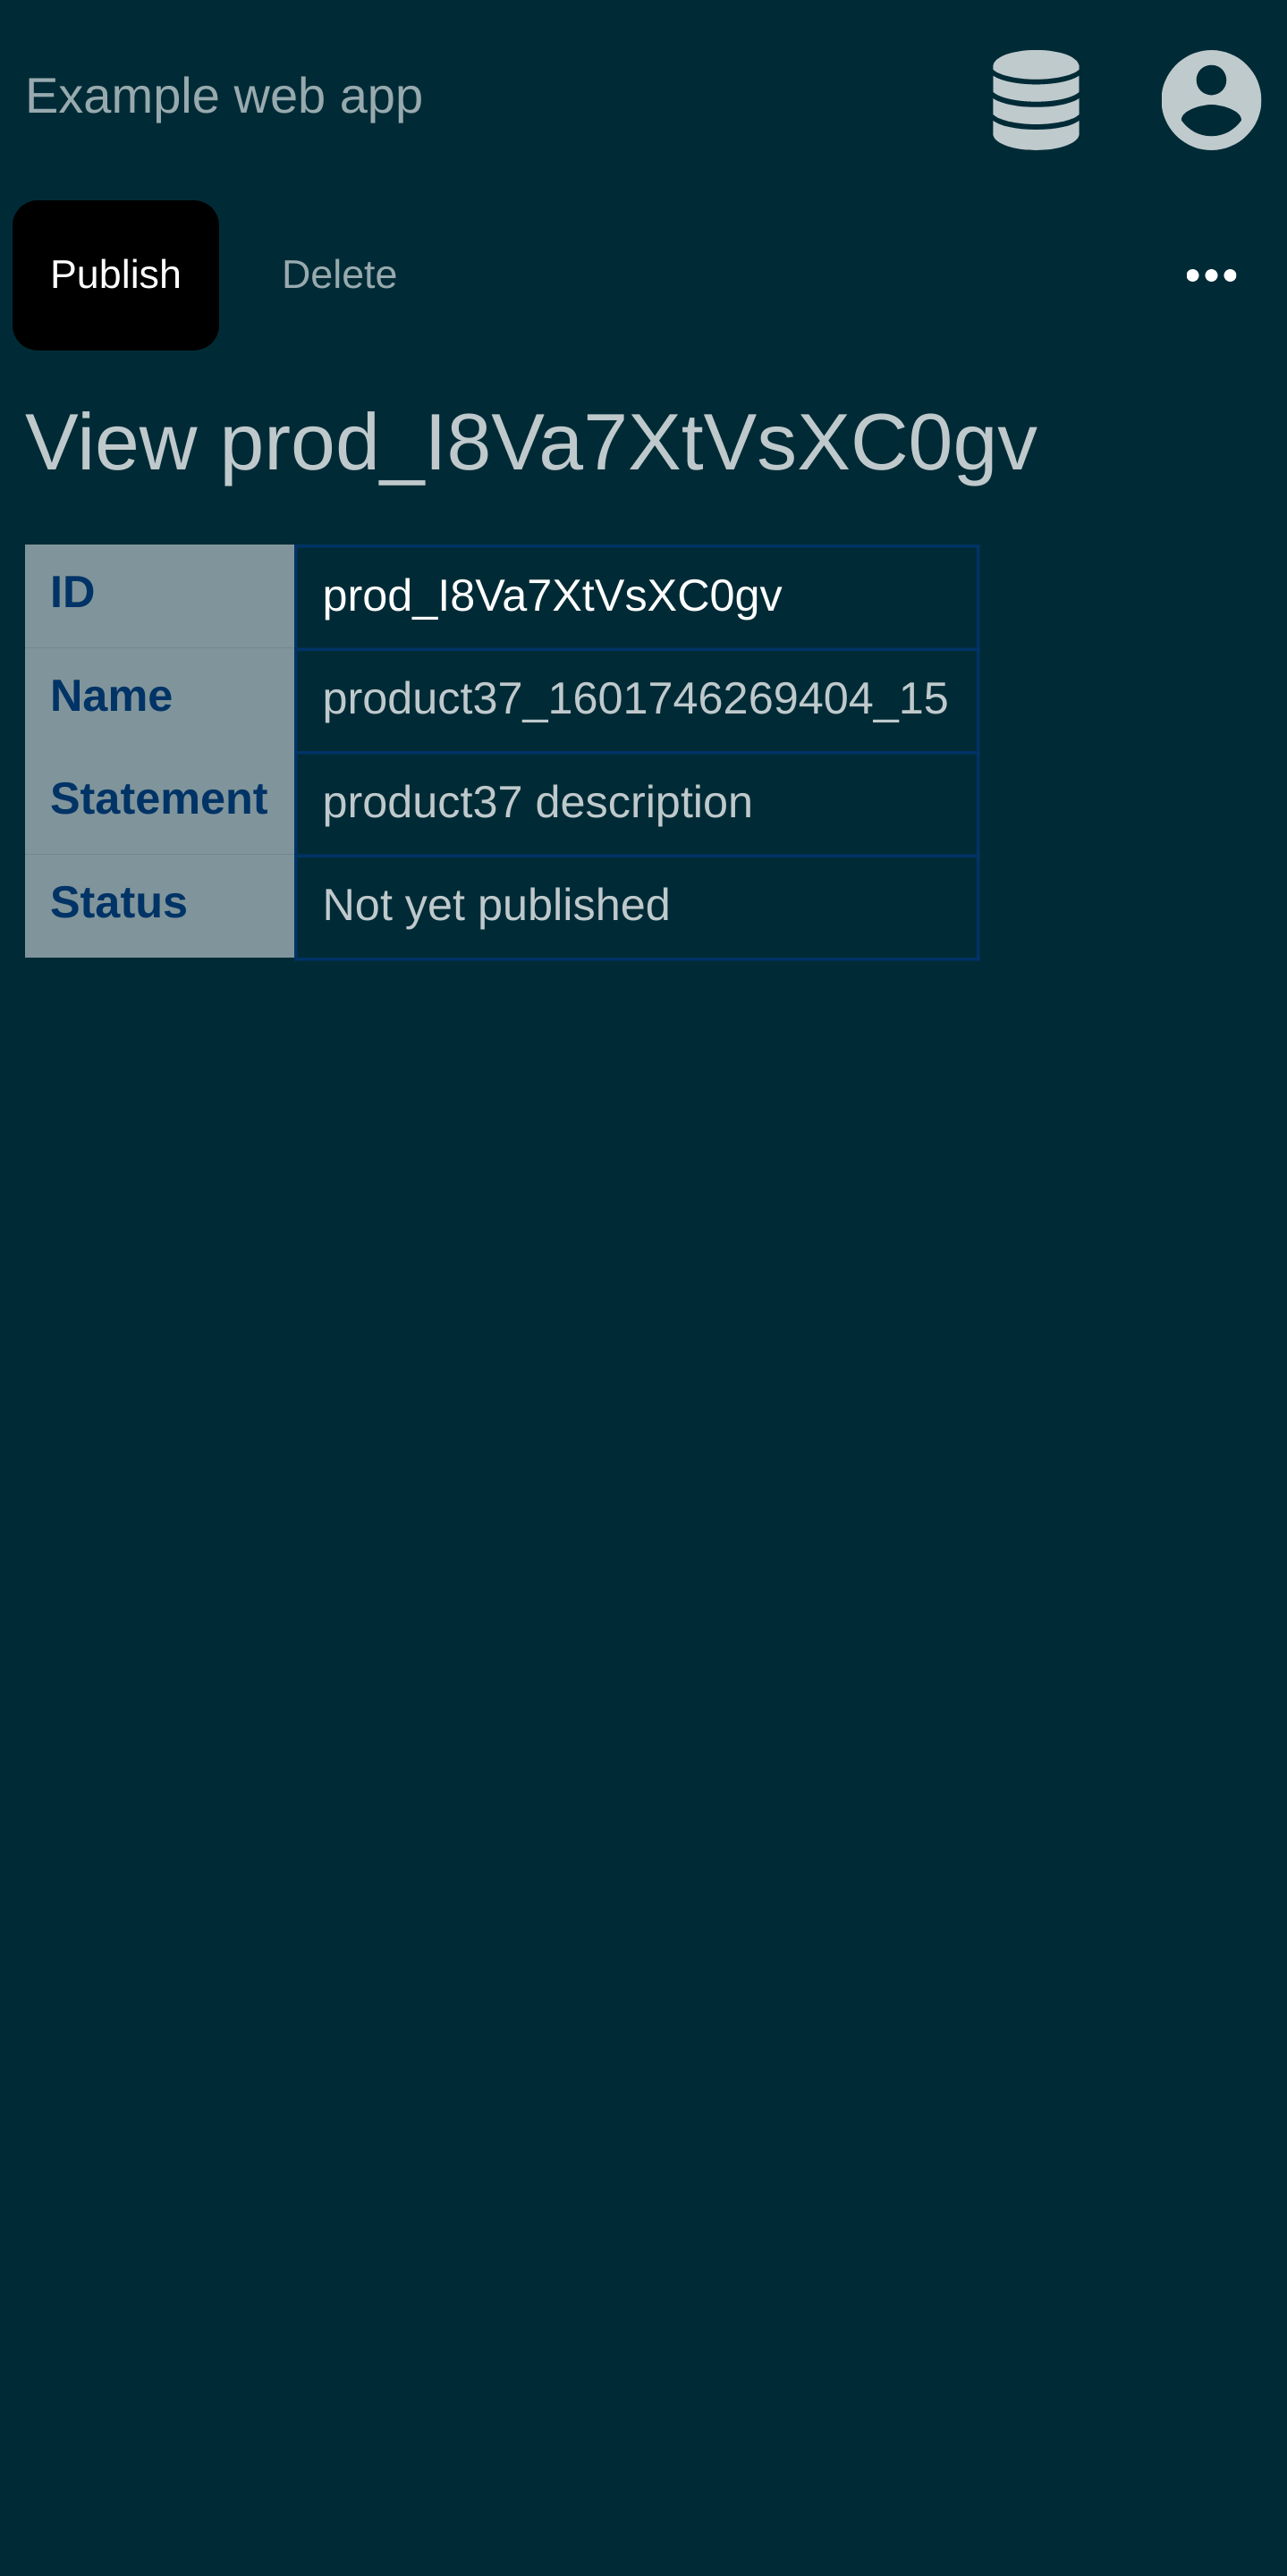 Example web app
Publish Delete
View prod_I8Va7XtVsXC0gv
ID prod_I8Va7XtVsXC0gv
Name product37_1601746269404_15
Statement product37 description
Status Not yet published